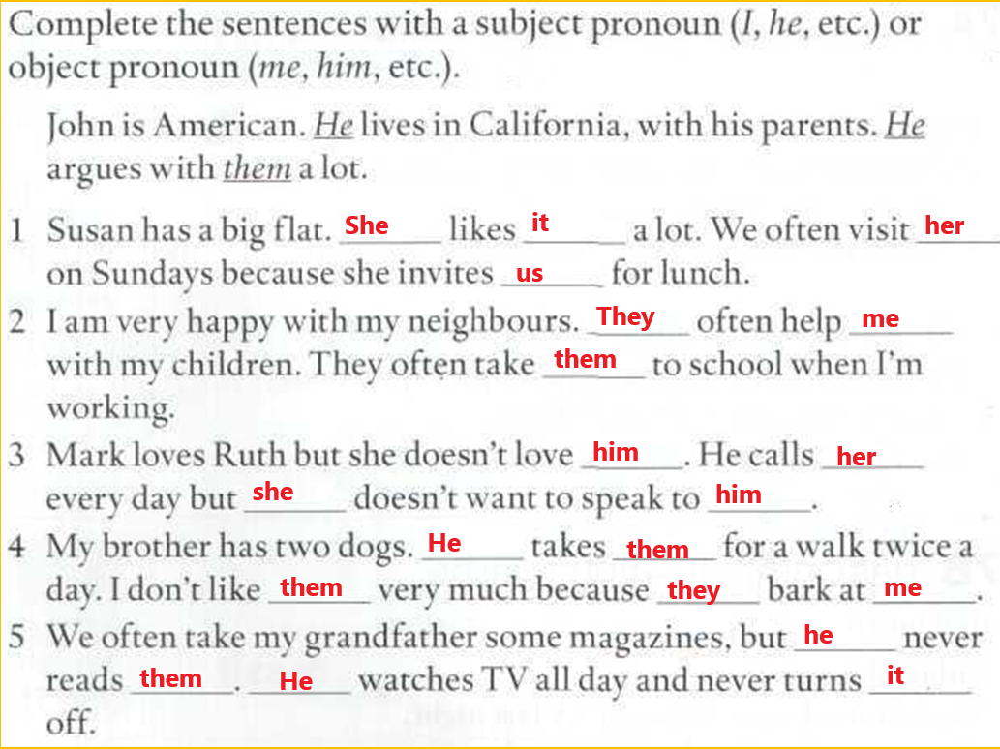 Complete the sentences with a subject pronoun (I, he, etc.) or
object pronoun (me, him, etc.).
John is American. He lives in California, with his parents. He
argues with them a lot.
1 Susan has a big flat. She likes it a lot. We often visit her
on Sundays because she invites us for lunch.
2 I am very happy with my neighbours. They often help me
with my children. They often take them to school when I'm
working.
3 Mark loves Ruth but she doesn't love him. He calls her
every day but she doesn't want to speak to him.
4 My brother has two dogs. He takes them for a walk twice a
day. I don't like them very much because they bark at me.
5 We often take my grandfather some magazines, but he never
reads them. He watches TV all day and never turns it
off.